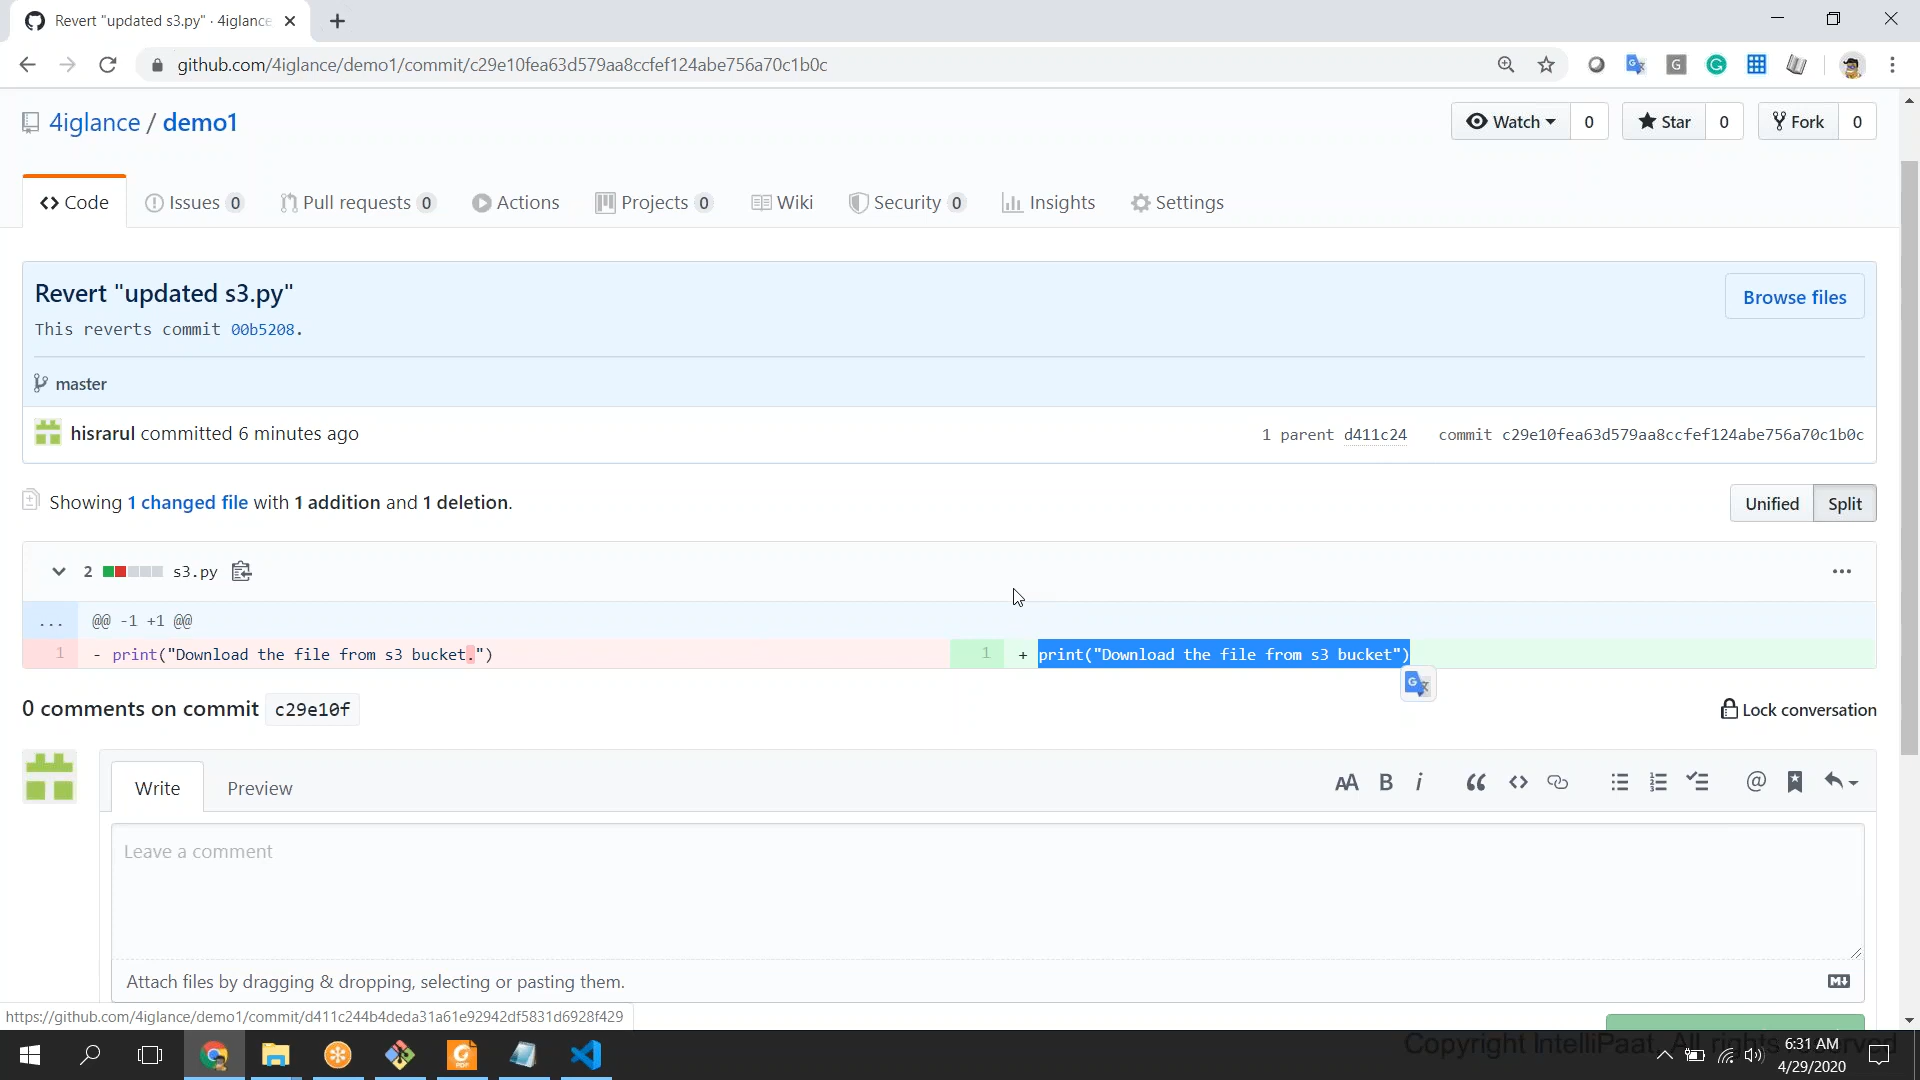 Revert "updated s3.py" · 4iglance
github.com/4iglance/demo1/commit/c29e10fea63d579aa8ccfef124abe756a70c1b0c
4iglance / demo1
Watch 0
Star 0
Fork 0
Code
Issues 0
Pull requests 0
Actions
Projects 0
Wiki
Security 0
Insights
Settings
Revert "updated s3.py"
Browse files
This reverts commit 00b5208.
master
hisrarul committed 6 minutes ago
1 parent d411c24 commit c29e10fea63d579aa8ccfef124abe756a70c1b0c
Showing 1 changed file with 1 addition and 1 deletion.
Unified
Split
2 s3.py
...
@@ -1 +1 @@
1 - print("Download the file from s3 bucket.")
1 + print("Download the file from s3 bucket")
0 comments on commit c29e10f
Lock conversation
Write
Preview
AA B i
@
Leave a comment
Attach files by dragging & dropping, selecting or pasting them.
https://github.com/4iglance/demo1/commit/d411c244b4deda31a61e92942df5831d6928f429
Copyright IntelliPaat, All rights reserved
6:31 AM
4/29/2020